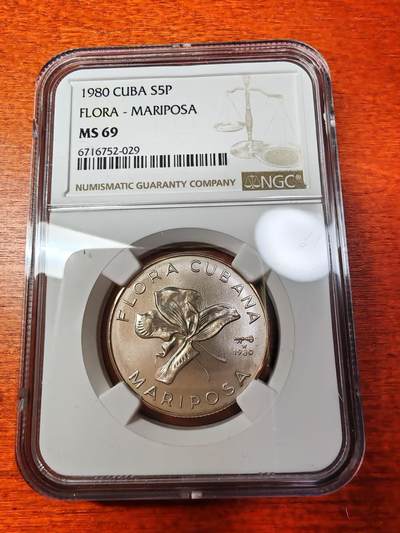 1980 CUBA S5P
FLORA - MARIPOSA
MS 69
6716752-029
NUMISMATIC GUARANTY COMPANY
NGC®
FLORA CUBANA
1980
MARIPOSA